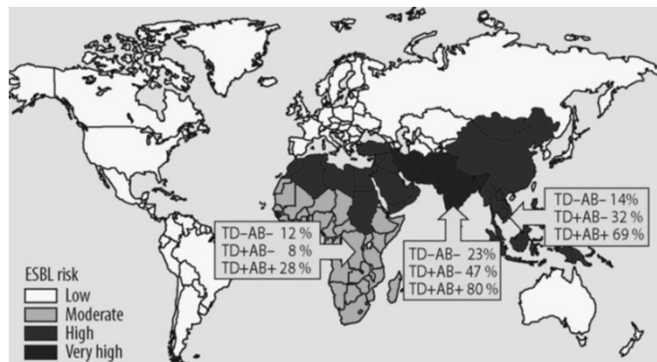 TD–AB– 12 %
TD+AB– 8 %
TD+AB+ 28 %
TD–AB– 23%
TD+AB– 47 %
TD+AB+ 80 %
TD–AB– 14%
TD+AB– 32 %
TD+AB+ 69 %
ESBL risk
Low
Moderate
High
Very high